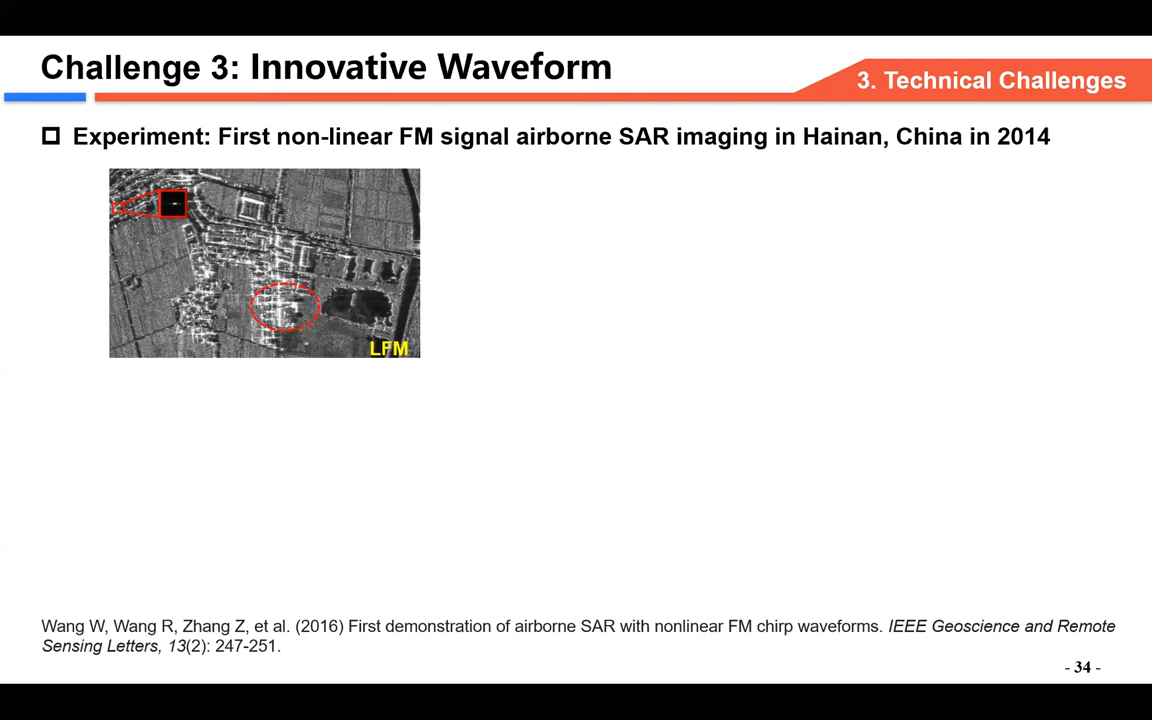 Challenge 3: Innovative Waveform
3. Technical Challenges
Experiment: First non-linear FM signal airborne SAR imaging in Hainan, China in 2014
LFM
Wang W, Wang R, Zhang Z, et al. (2016) First demonstration of airborne SAR with nonlinear FM chirp waveforms. IEEE Geoscience and Remote
Sensing Letters, 13(2): 247-251.
- 34 -